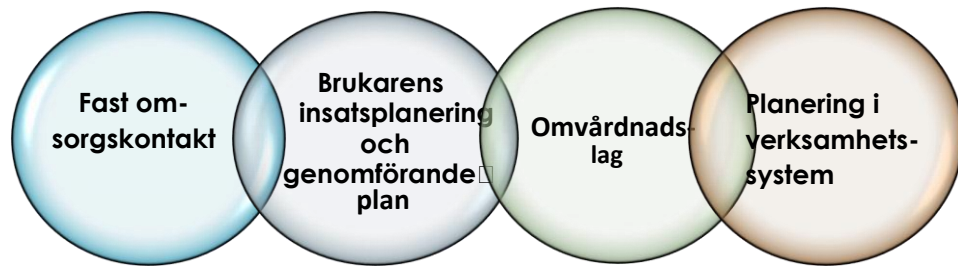 Fast om-
sorgskontakt
Brukarens
insatsplanering
och
genomförande
plan
Omvårdnads-
lag
Planering i
verksamhets-
system